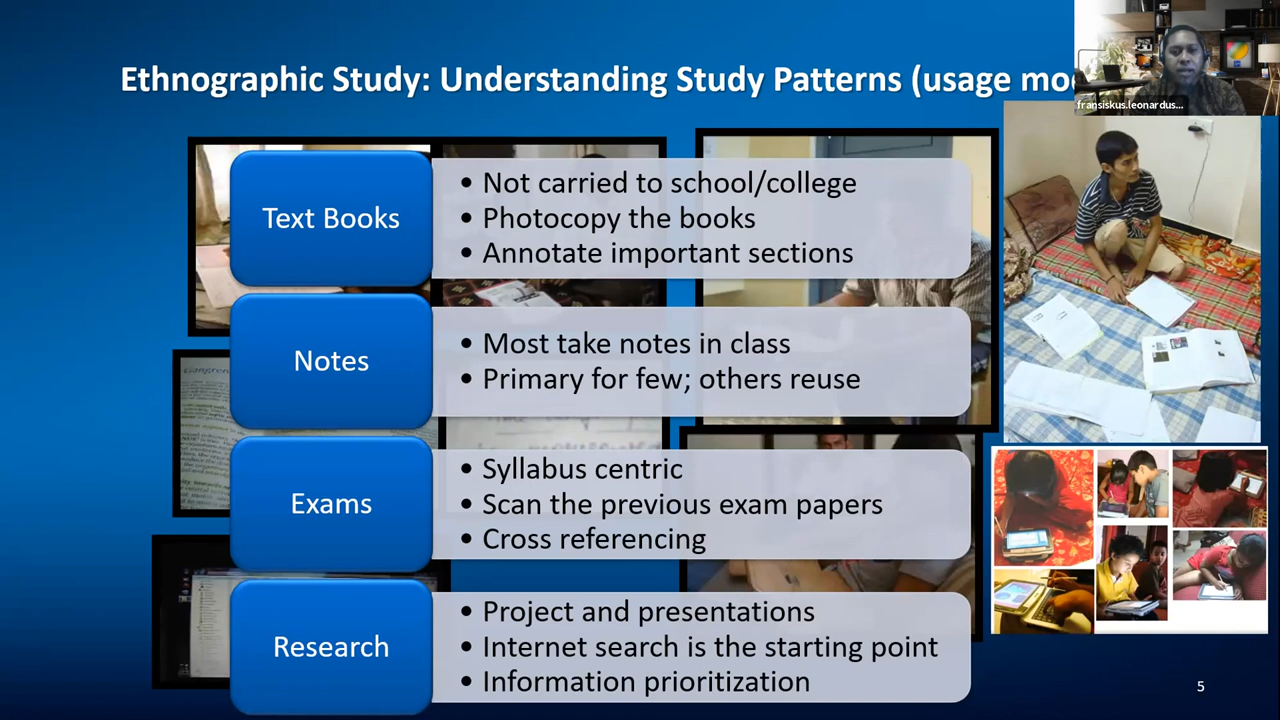 Ethnographic Study: Understanding Study Patterns (usage mo
fransiskus.leonardus...
Text Books
• Not carried to school/college
• Photocopy the books
• Annotate important sections
Notes
• Most take notes in class
• Primary for few; others reuse
Exams
• Syllabus centric
• Scan the previous exam papers
• Cross referencing
Research
• Project and presentations
• Internet search is the starting point
• Information prioritization
5